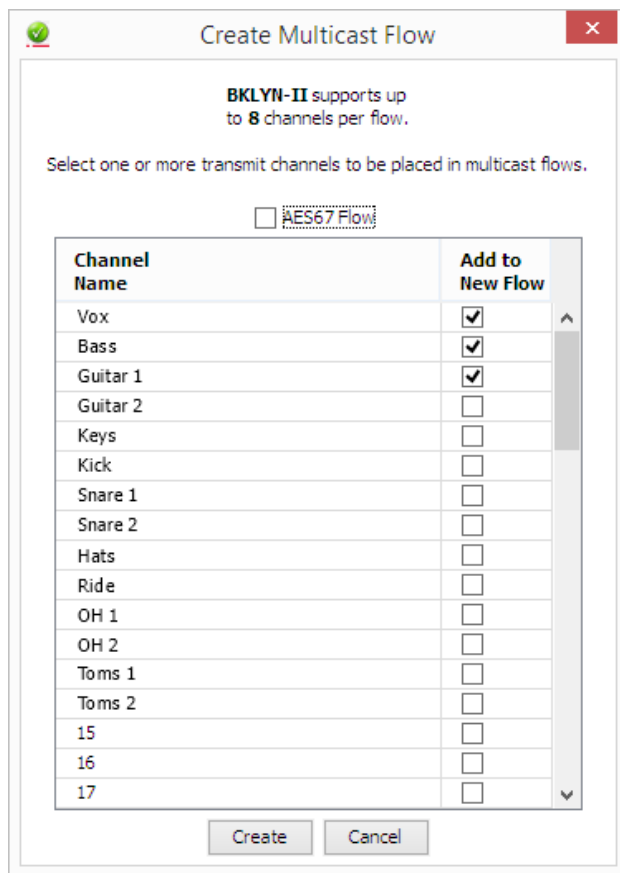 Create Multicast Flow
BKLYN-II supports up
to 8 channels per flow.
Select one or more transmit channels to be placed in multicast flows.
AES67 Flow
Channel Name
Add to New Flow
Vox
Bass
Guitar 1
Guitar 2
Keys
Kick
Snare 1
Snare 2
Hats
Ride
OH 1
OH 2
Toms 1
Toms 2
15
16
17
Create Cancel